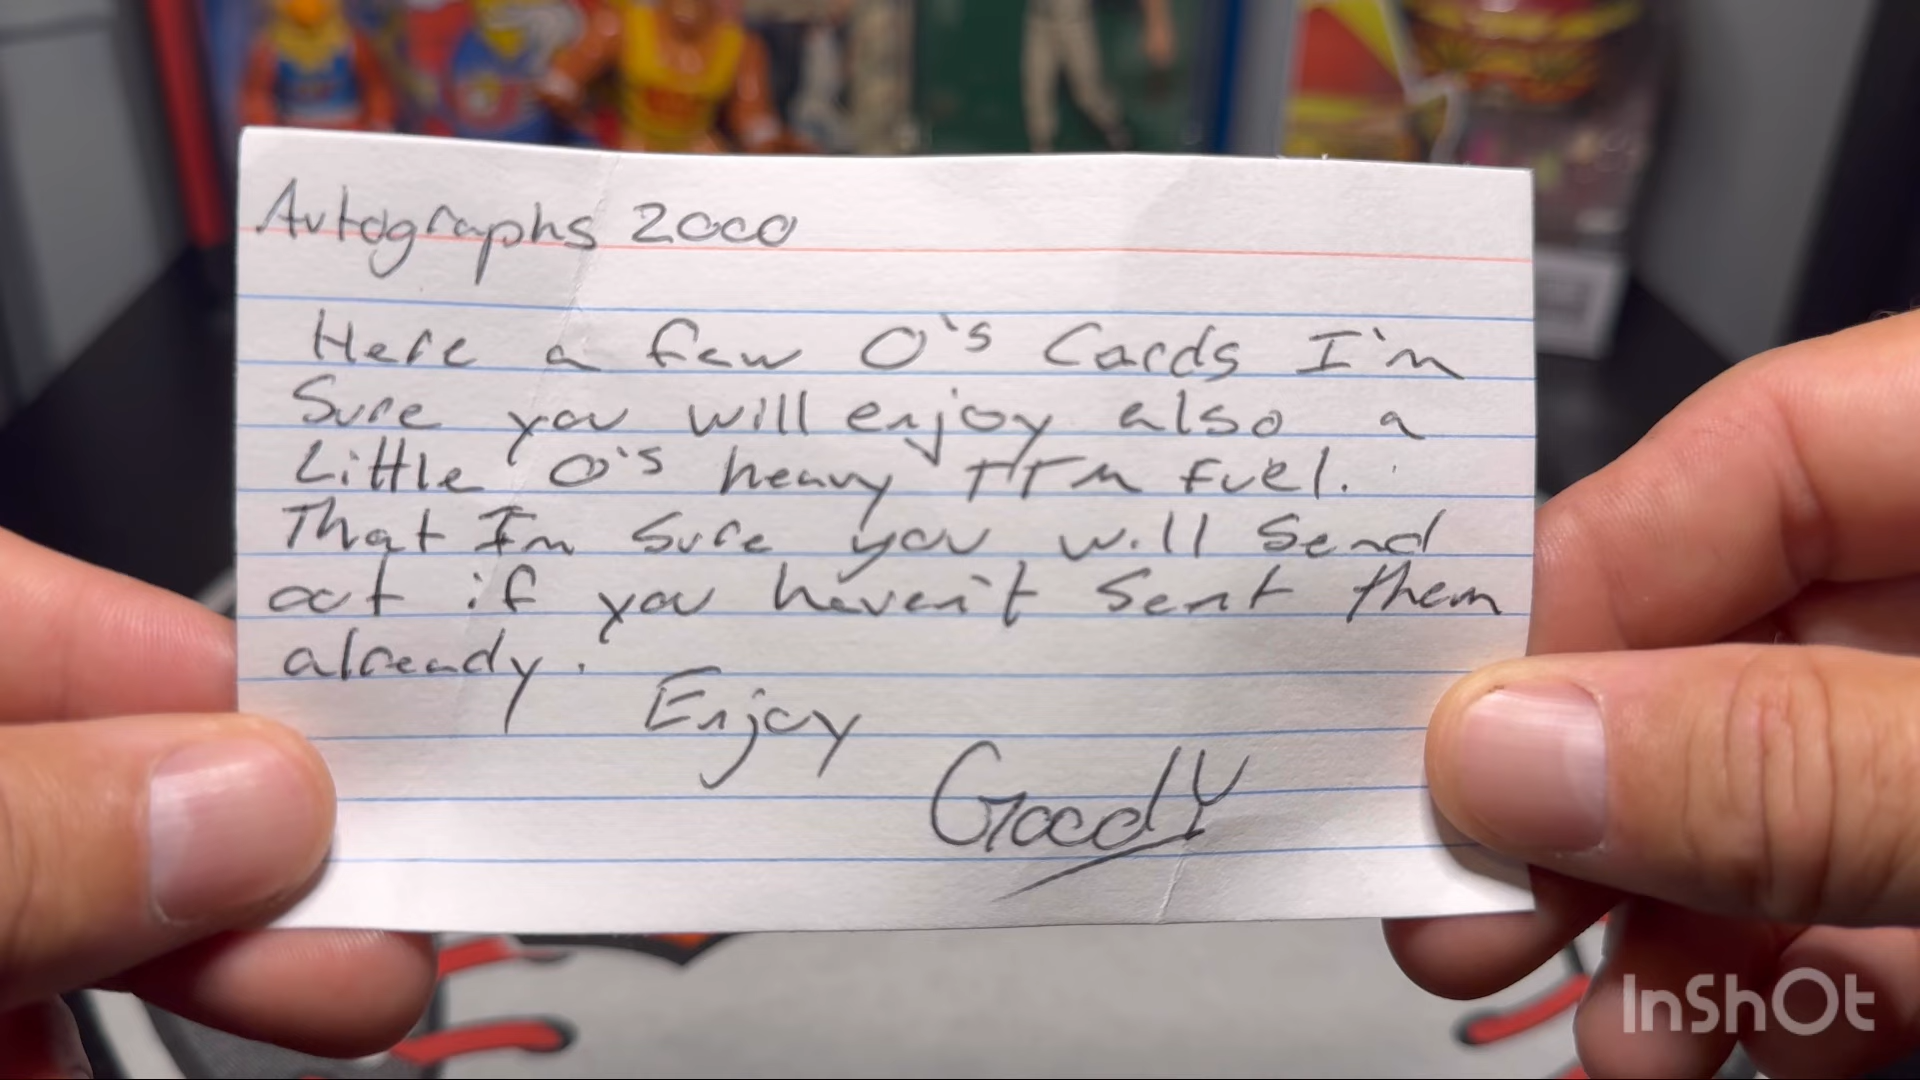 Autographs 2000
Here a few O's Cards I'm
Sure you will enjoy also a
Little O's heavy TTM fuel.
That Im Sure you will Send
out if you haven't Sent them
already.
Enjoy
Goody
InShOt